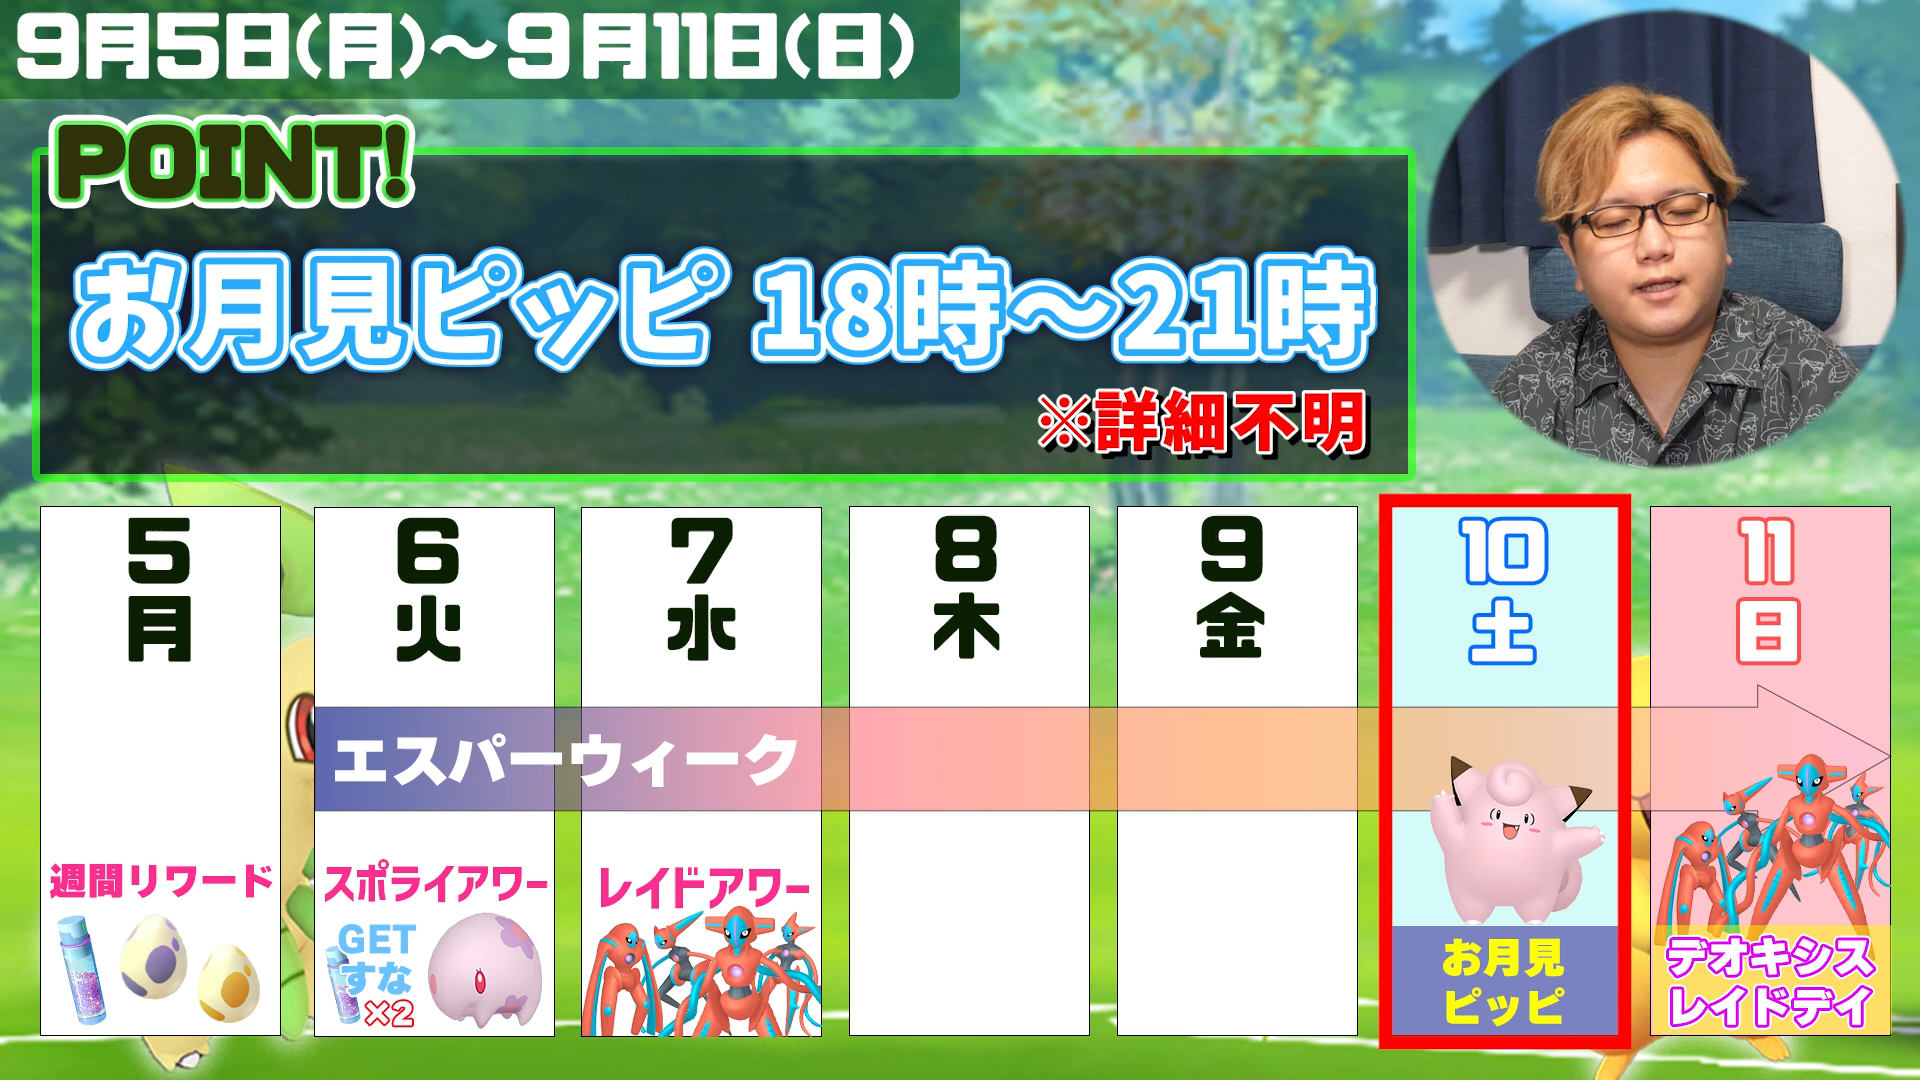 9月5日(月)～9月11日(日)
POINT!
お月見ピッピ 18時～21時
※詳細不明
5
月
6
火
7
水
8
木
9
金
10
土
11
日
エスパーウィーク
週間リワード
スポライアワー
GET
すな
×2
レイドアワー
お月見
ピッピ
デオキシス
レイドデイ